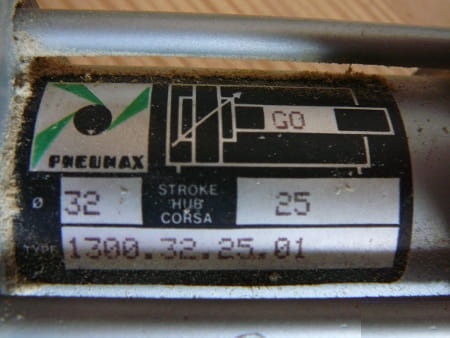 GO
PNEUMAX
Ø 32 STROKE HUB CORSA 25
TYPE 1300.32.25.01